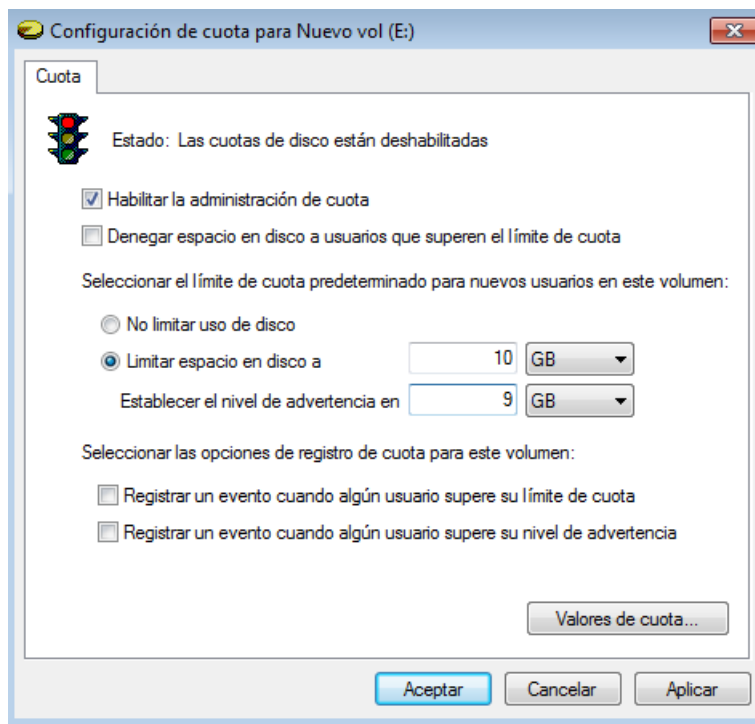 Configuración de cuota para Nuevo vol (E:)
Cuota
Estado: Las cuotas de disco están deshabilitadas
Habilitar la administración de cuota
Denegar espacio en disco a usuarios que superen el límite de cuota
Seleccionar el límite de cuota predeterminado para nuevos usuarios en este volumen:
No limitar uso de disco
Limitar espacio en disco a 10 GB
Establecer el nivel de advertencia en 9 GB
Seleccionar las opciones de registro de cuota para este volumen:
Registrar un evento cuando algún usuario supere su límite de cuota
Registrar un evento cuando algún usuario supere su nivel de advertencia
Valores de cuota...
Aceptar Cancelar Aplicar